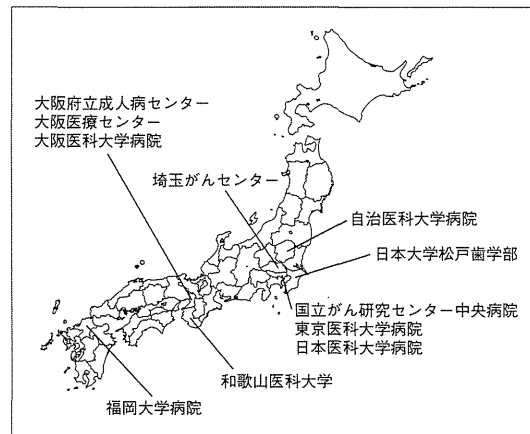 大阪府立成人病センター
大阪医療センター
大阪医科大学病院
埼玉がんセンター
自治医科大学病院
日本大学松戸歯学部
国立がん研究センター中央病院
東京医科大学病院
日本医科大学病院
和歌山医科大学
福岡大学病院